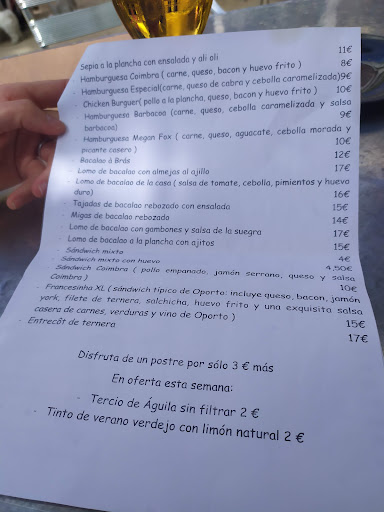 Sepia a la plancha con ensalada y ali oli 11€
- Hamburguesa Coimbra ( carne, queso, bacon y huevo frito ) 8€
- Hamburguesa Especial(carne, queso de cabra y cebolla caramelizada)9€
- Chicken Burguer( pollo a la plancha, queso, bacon y huevo frito ) 10€
- Hamburguesa Barbacoa (carne, queso, cebolla caramelizada y salsa
barbacoa) 9€
- Hamburguesa Megan Fox ( carne, queso, aguacate, cebolla morada y
picante casero ) 10€
- Bacalao à Brás 12€
- Lomo de bacalao con almejas al ajillo 17€
- Lomo de bacalao de la casa ( salsa de tomate, cebolla, pimientos y huevo
duro) 16€
- Tajadas de bacalao rebozado con ensalada 15€
- Migas de bacalao rebozado 14€
- Lomo de bacalao con gambones y salsa de la suegra 17€
- Lomo de bacalao a la plancha con ajitos 15€
- Sándwich mixto 4€
- Sándwich mixto con huevo 4,50€
- Sándwich Coimbra ( pollo empanado, jamón serrano, queso y salsa
Coimbra ) 10€
- Francesinha XL ( sándwich típico de Oporto: incluye queso, bacon, jamón
york, filete de ternera, salchicha, huevo frito y una exquisita salsa
casera de carnes, verduras y vino de Oporto ) 15€
- Entrecôt de ternera 17€
Disfruta de un postre por sólo 3 € más
En oferta esta semana:
- Tercio de Águila sin filtrar 2 €
- Tinto de verano verdejo con limón natural 2 €